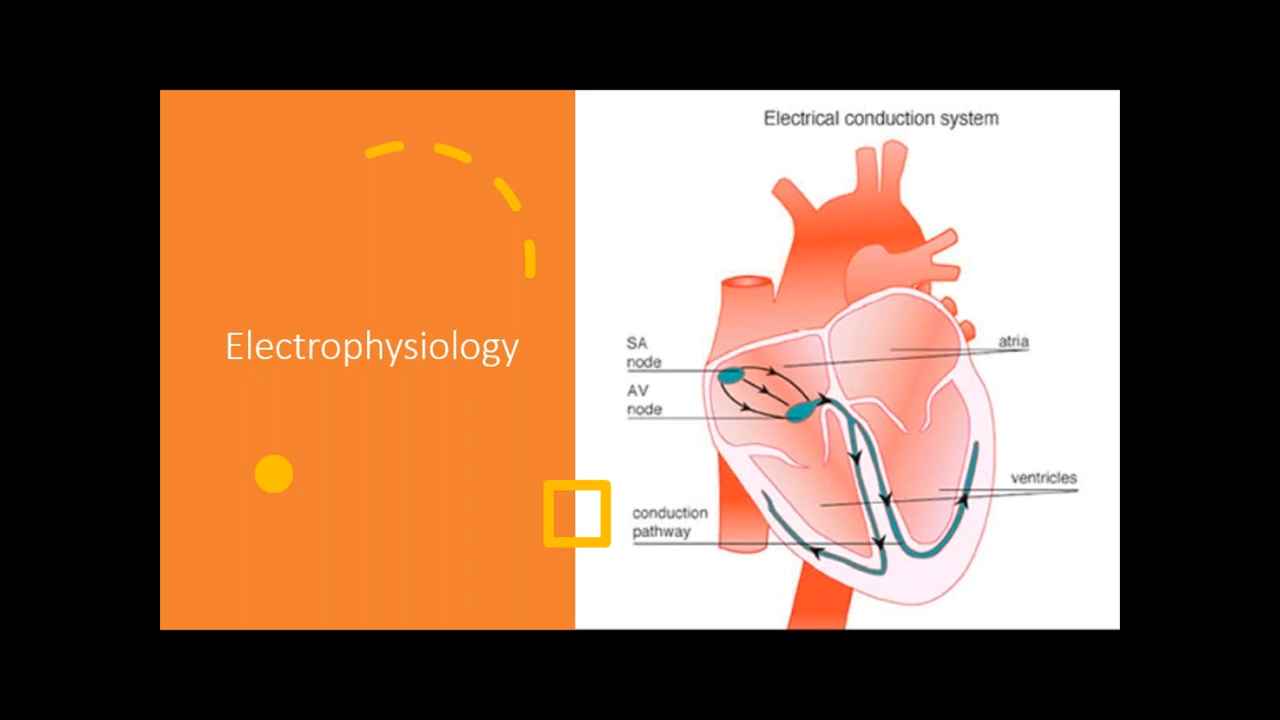 Electrophysiology
Electrical conduction system
SA
node
AV
node
atria
ventricles
conduction
pathway